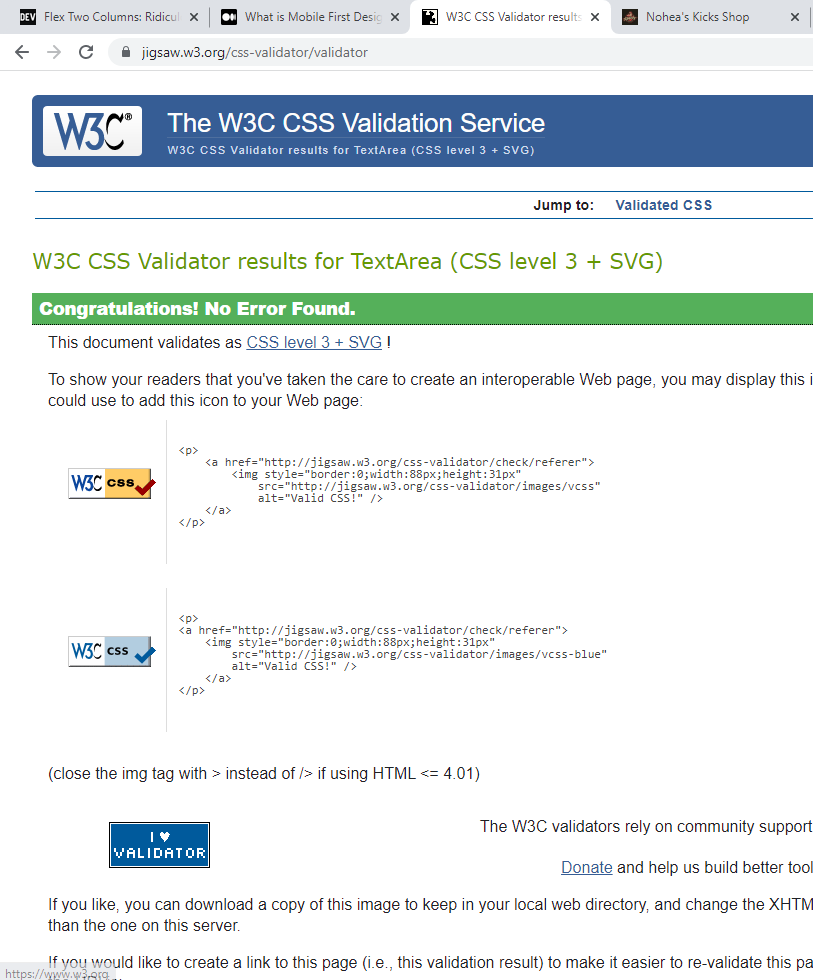 DEV Flex Two Columns: Ridicul
What is Mobile First Desig
W3C CSS Validator results
Nohea's Kicks Shop
jigsaw.w3.org/css-validator/validator
W3C®
The W3C CSS Validation Service
W3C CSS Validator results for TextArea (CSS level 3 + SVG)
Jump to: Validated CSS
W3C CSS Validator results for TextArea (CSS level 3 + SVG)
Congratulations! No Error Found.
This document validates as CSS level 3 + SVG !
To show your readers that you've taken the care to create an interoperable Web page, you may display this i
could use to add this icon to your Web page:
W3C CSS
<p>
    <a href="http://jigsaw.w3.org/css-validator/check/referer">
        <img style="border:0;width:88px;height:31px"
            src="http://jigsaw.w3.org/css-validator/images/vcss"
            alt="Valid CSS!" />
    </a>
</p>
W3C CSS
<p>
<a href="http://jigsaw.w3.org/css-validator/check/referer">
    <img style="border:0;width:88px;height:31px"
        src="http://jigsaw.w3.org/css-validator/images/vcss-blue"
        alt="Valid CSS!" />
    </a>
</p>
(close the img tag with > instead of /> if using HTML <= 4.01)
I ♥
VALIDATOR
The W3C validators rely on community support
Donate and help us build better tool
If you like, you can download a copy of this image to keep in your local web directory, and change the XHTM
than the one on this server.
If you would like to create a link to this page (i.e., this validation result) to make it easier to re-validate this pa
https://www.w3.org